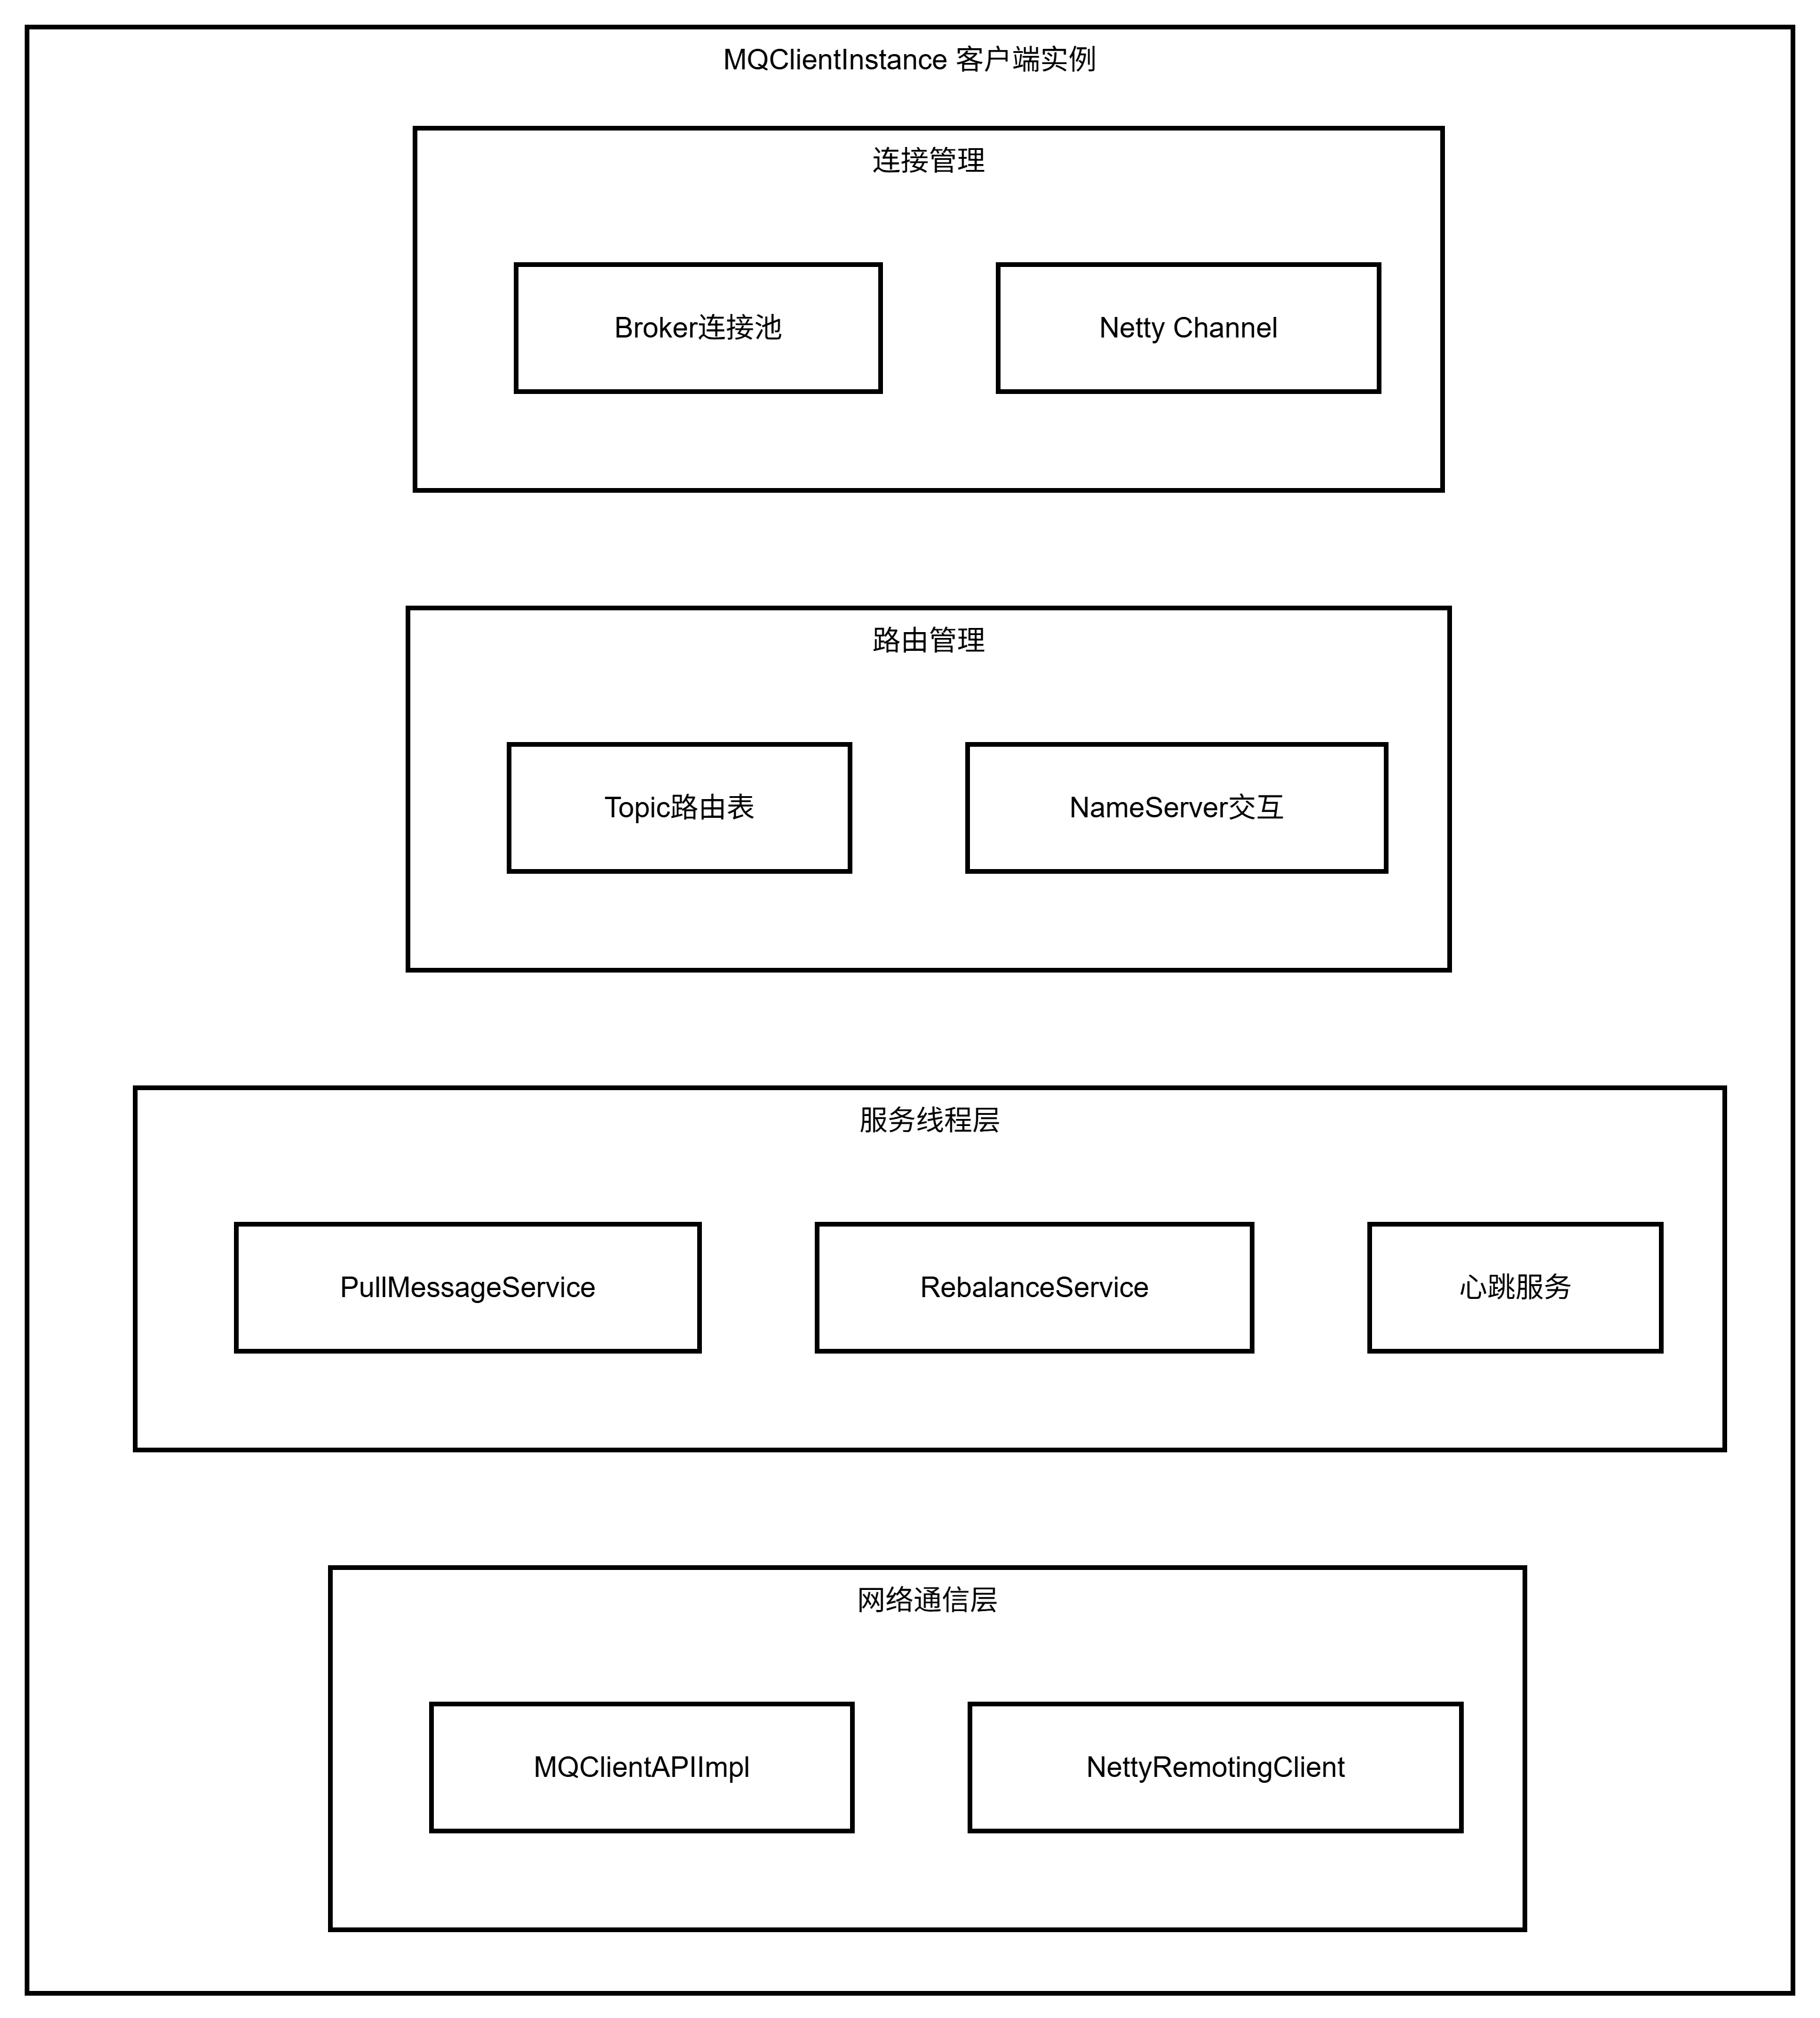 MQClientInstance 客户端实例
连接管理
Broker连接池
Netty Channel
路由管理
Topic路由表
NameServer交互
服务线程层
PullMessageService
RebalanceService
心跳服务
网络通信层
MQClientAPIImpl
NettyRemotingClient